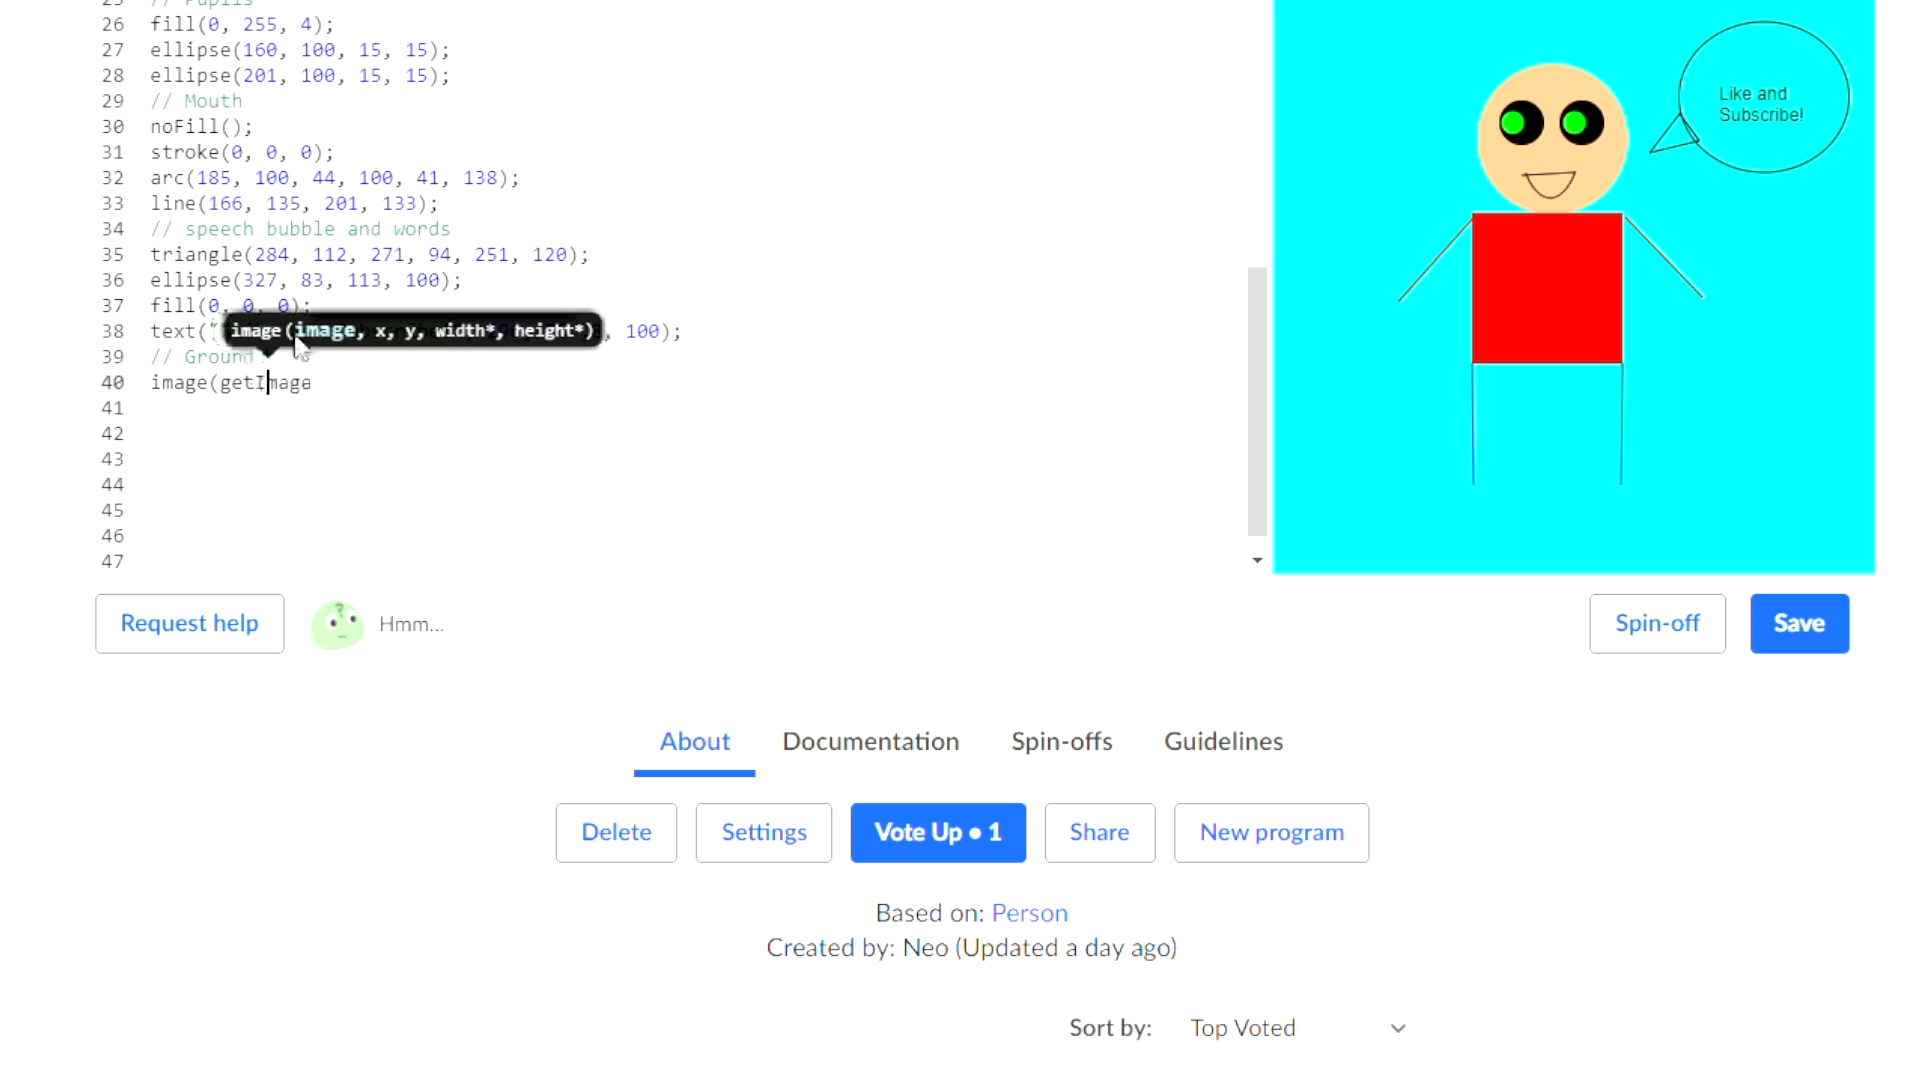 25 // Pupils
26 fill(0, 255, 4);
27 ellipse(160, 100, 15, 15);
28 ellipse(201, 100, 15, 15);
29 // Mouth
30 noFill();
31 stroke(0, 0, 0);
32 arc(185, 100, 44, 100, 41, 138);
33 line(166, 135, 201, 133);
34 // speech bubble and words
35 triangle(284, 112, 271, 94, 251, 120);
36 ellipse(327, 83, 113, 100);
37 fill(0, 0, 0);
38 text(" , 100);
image(image, x, y, width*, height*)
39 // Ground
40 image(getImage
41
42
43
44
45
46
47
Like and
Subscribe!
Request help
Hmm...
Spin-off
Save
About Documentation Spin-offs Guidelines
Delete Settings Vote Up • 1 Share New program
Based on: Person
Created by: Neo (Updated a day ago)
Sort by: Top Voted